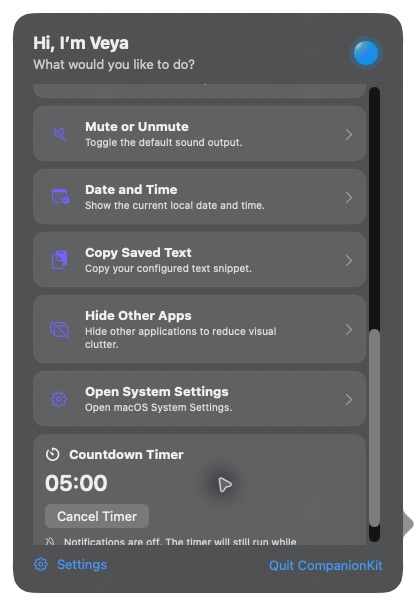 Hi, I'm Veya
What would you like to do?
Mute or Unmute
Toggle the default sound output.
Date and Time
Show the current local date and time.
Copy Saved Text
Copy your configured text snippet.
Hide Other Apps
Hide other applications to reduce visual
clutter.
Open System Settings
Open macOS System Settings.
Countdown Timer
05:00
Cancel Timer
Notifications are off. The timer will still run while
Settings
Quit CompanionKit